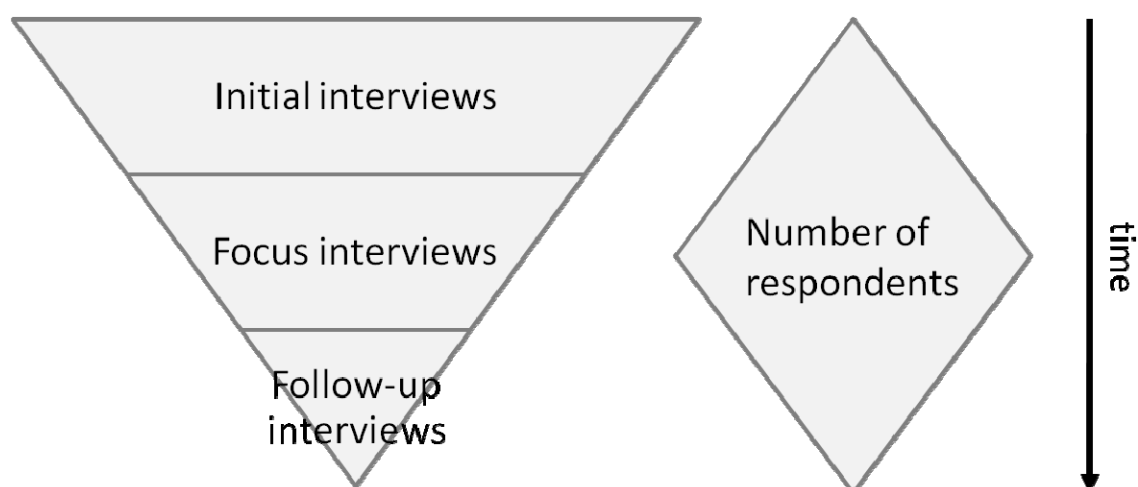 Initial interviews
Focus interviews
Follow-up
interviews
Number of
respondents
time